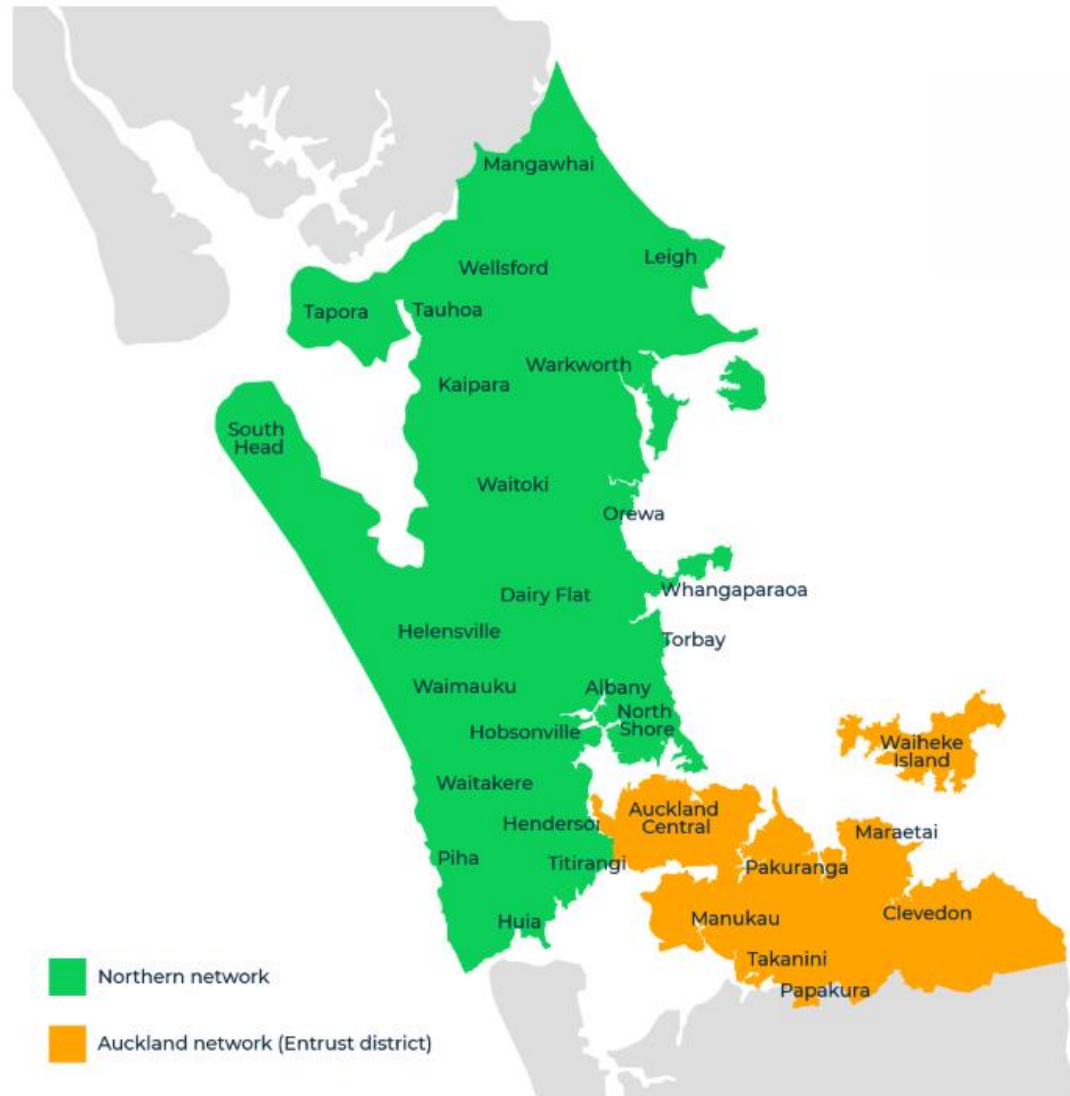 Mangawhai
Leigh
Wellsford
Tapora
Tauhoa
Warkworth
Kaipara
South
Head
Waitoki
Orewa
Whangaparaoa
Dairy Flat
Helensville
Torbay
Waimauku
Albany
North
Shore
Hobsonville
Waiheke
Island
Waitakere
Auckland
Central
Henderson
Maraetai
Piha
Titirangi
Pakuranga
Huia
Manukau
Clevedon
Takanini
Papakura
Northern network
Auckland network (Entrust district)